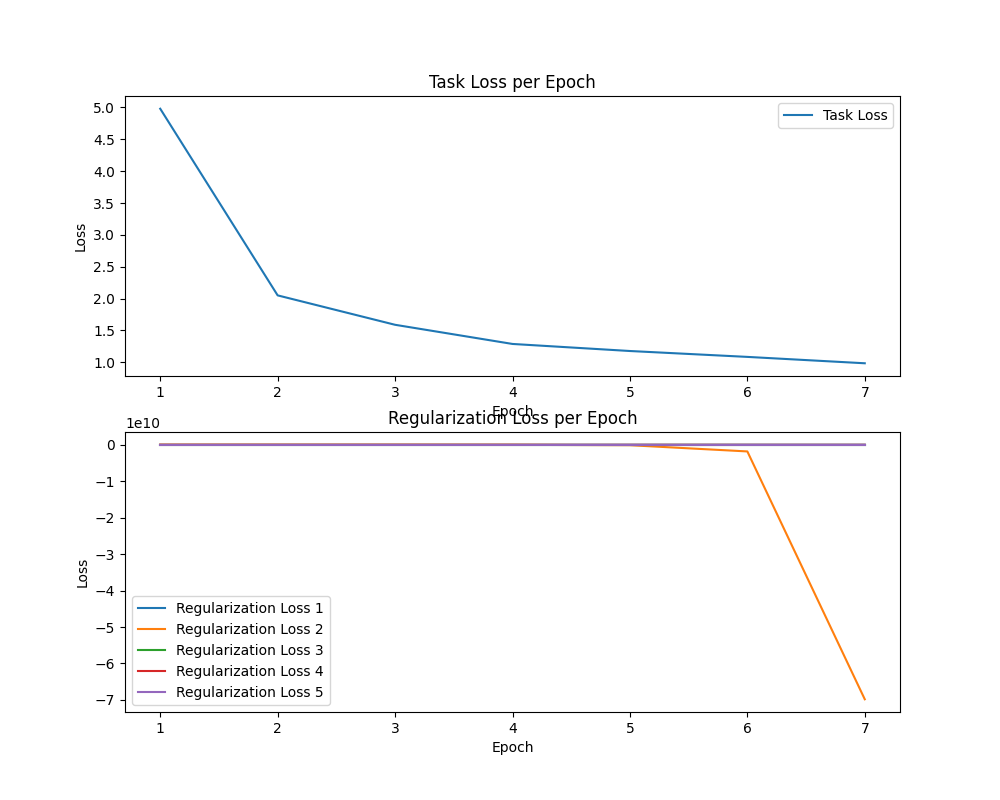 Task Loss per Epoch
5.0
4.5
4.0
3.5
3.0
2.5
2.0
1.5
1.0
Loss
Task Loss
1 2 3 4 5 6 7
Epoch
Regularization Loss per Epoch
1e10
0
−1
−2
−3
−4
−5
−6
−7
Loss
Regularization Loss 1
Regularization Loss 2
Regularization Loss 3
Regularization Loss 4
Regularization Loss 5
1 2 3 4 5 6 7
Epoch